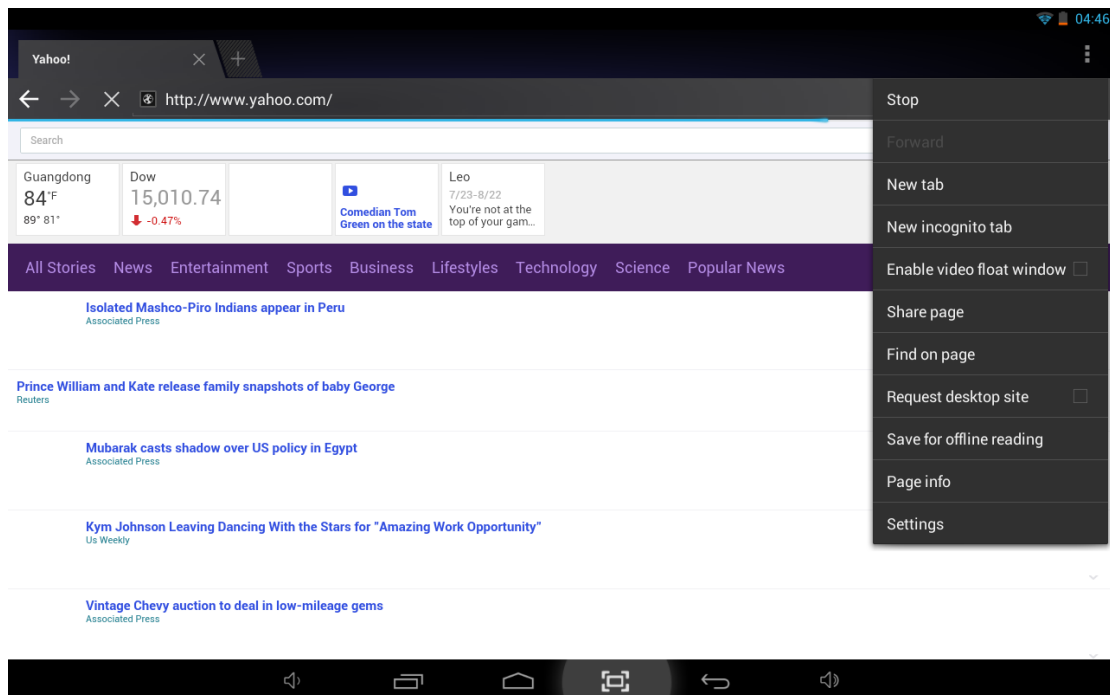 04:46
Yahoo!
http://www.yahoo.com/
Search
Guangdong
84°F
89° 81°
Dow
15,010.74
-0.47%
Comedian Tom
Green on the state
Leo
7/23-8/22
You're not at the
top of your gam...
All Stories News Entertainment Sports Business Lifestyles Technology Science Popular News
Isolated Mashco-Piro Indians appear in Peru
Associated Press
Prince William and Kate release family snapshots of baby George
Reuters
Mubarak casts shadow over US policy in Egypt
Associated Press
Kym Johnson Leaving Dancing With the Stars for "Amazing Work Opportunity"
Us Weekly
Vintage Chevy auction to deal in low-mileage gems
Associated Press
Stop
Forward
New tab
New incognito tab
Enable video float window
Share page
Find on page
Request desktop site
Save for offline reading
Page info
Settings